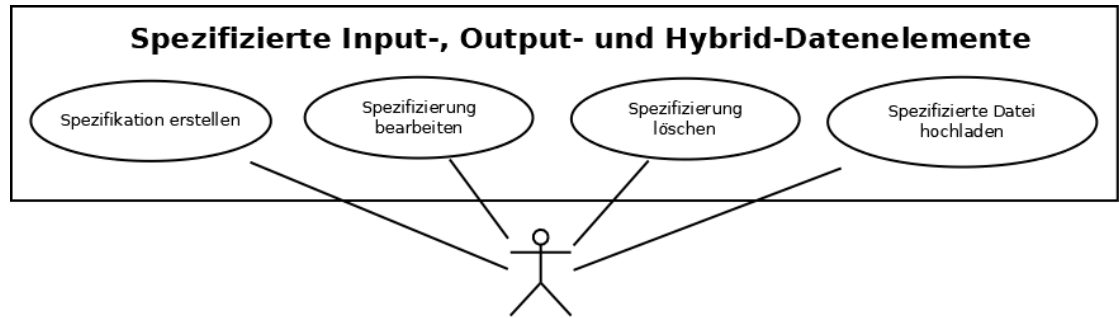 Spezifizierte Input-, Output- und Hybrid-Datenelemente
Spezifikation erstellen
Spezifizierung
bearbeiten
Spezifizierung
löschen
Spezifizierte Datei
hochladen